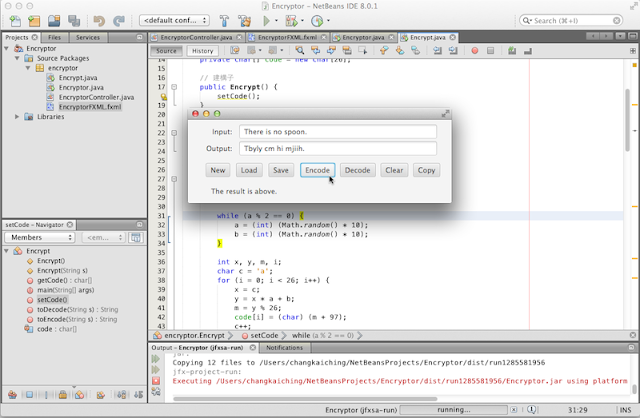 Encryptor – NetBeans IDE 8.0.1
<default conf...
Search (⌘+I)
Projects
Files
Services
EncryptorController.java
EncryptorFXML.fxml
Encryptor.java
Encrypt.java
Source
History
Encryptor
Source Packages
encryptor
Encrypt.java
Encryptor.java
EncryptorController.java
EncryptorFXML.fxml
Libraries
14 private char[] code = new char[26];
// 建構子
17 public Encrypt() {
setCode();
19 }
Input: There is no spoon.
Output: Tbyly cm hi mjiih.
New Load Save Encode Decode Clear Copy
The result is above.
31 while (a % 2 == 0) {
32 a = (int) (Math.random() * 10);
33 b = (int) (Math.random() * 10);
34 }
35
36 int x, y, m, i;
37 char c = 'a';
38 for (i = 0; i < 26; i++) {
39 x = c;
40 y = x * a + b;
41 m = y % 26;
42 code[i] = (char) (m + 97);
43 c++;
setCode – Navigator
Members
<em...
Encrypt
Encrypt()
Encrypt(String s)
getCode() : char[]
main(String[] args)
setCode()
toDecode(String s) : String
toEncode(String s) : String
code : char[]
encryptor.Encrypt
setCode
while (a % 2 == 0)
Output – Encryptor (jfxsa-run)
Notifications
jar:
Copying 12 files to /Users/changkaiching/NetBeansProjects/Encryptor/dist/run1285581956
jfx-project-run:
Executing /Users/changkaiching/NetBeansProjects/Encryptor/dist/run1285581956/Encryptor.jar using platform
Encryptor (jfxsa-run)
running...
31:29
INS